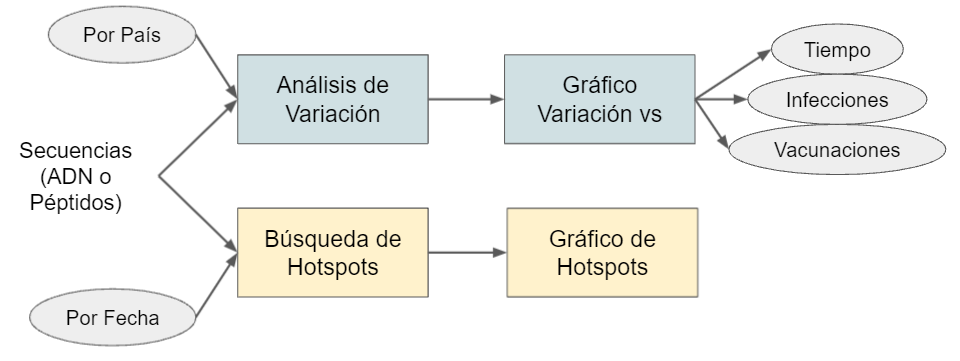 Por País
Análisis de
Variación
Gráfico
Variación vs
Tiempo
Infecciones
Vacunaciones
Secuencias
(ADN o
Péptidos)
Búsqueda de
Hotspots
Gráfico de
Hotspots
Por Fecha